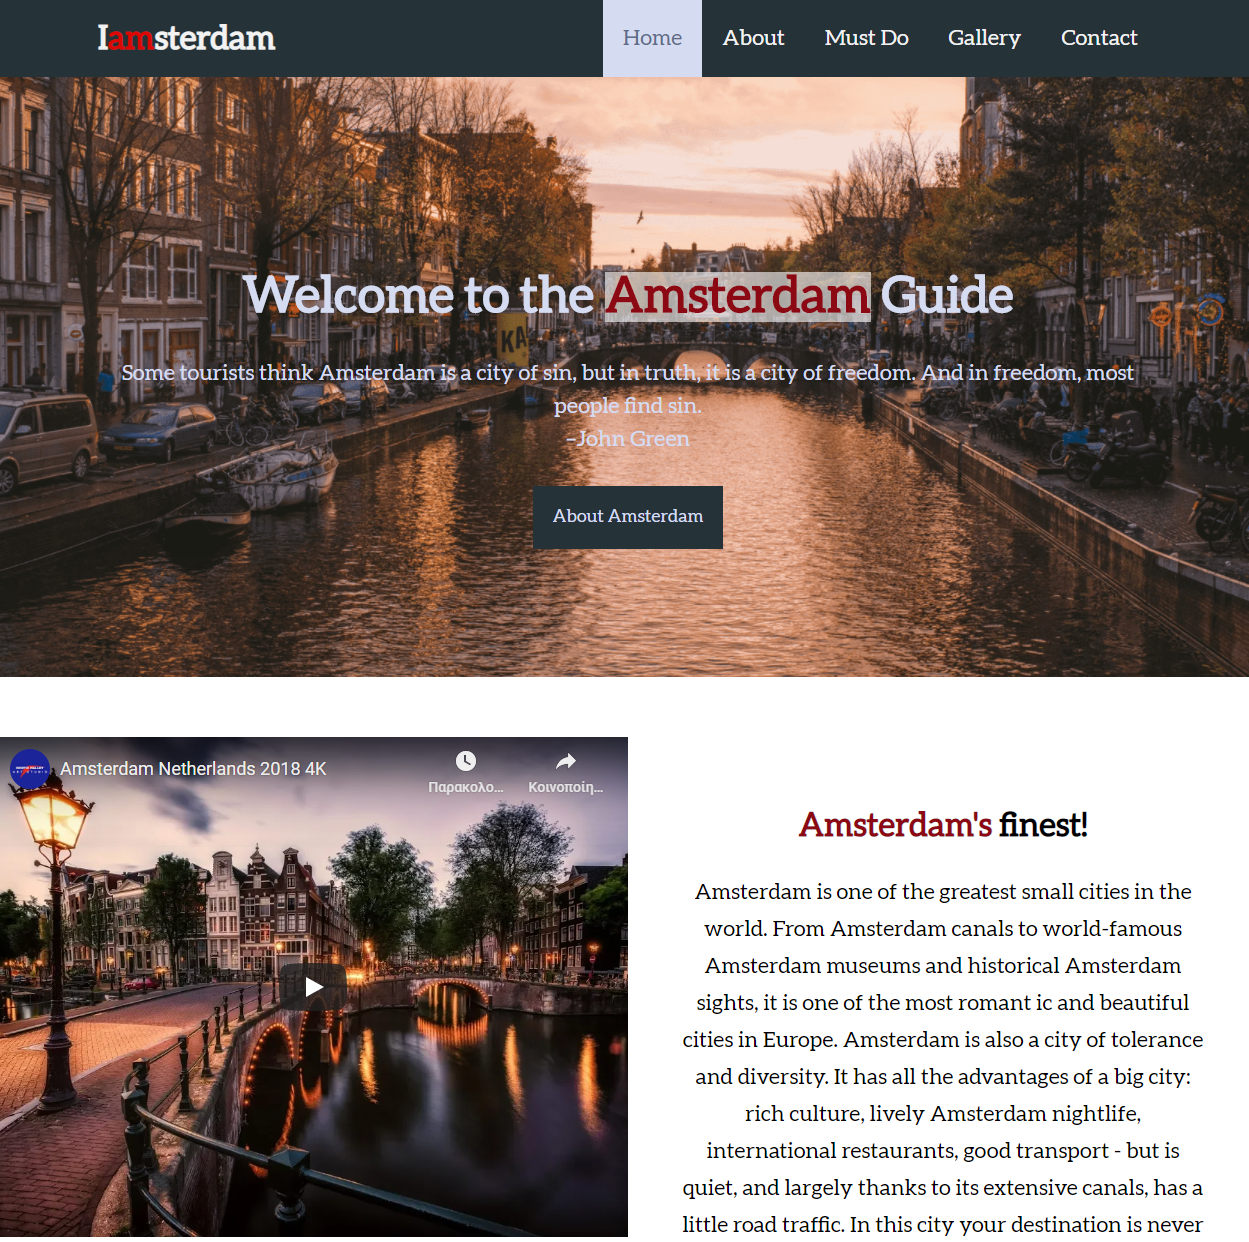 Iamsterdam
Home
About
Must Do
Gallery
Contact
Welcome to the Amsterdam Guide
KA
Some tourists think Amsterdam is a city of sin, but in truth, it is a city of freedom. And in freedom, most
people find sin.
–John Green
About Amsterdam
Amsterdam Netherlands 2018 4K
Παρακολο...
Κοινοποίη...
Amsterdam's finest!
Amsterdam is one of the greatest small cities in the
world. From Amsterdam canals to world-famous
Amsterdam museums and historical Amsterdam
sights, it is one of the most romant ic and beautiful
cities in Europe. Amsterdam is also a city of tolerance
and diversity. It has all the advantages of a big city:
rich culture, lively Amsterdam nightlife,
international restaurants, good transport - but is
quiet, and largely thanks to its extensive canals, has a
little road traffic. In this city your destination is never